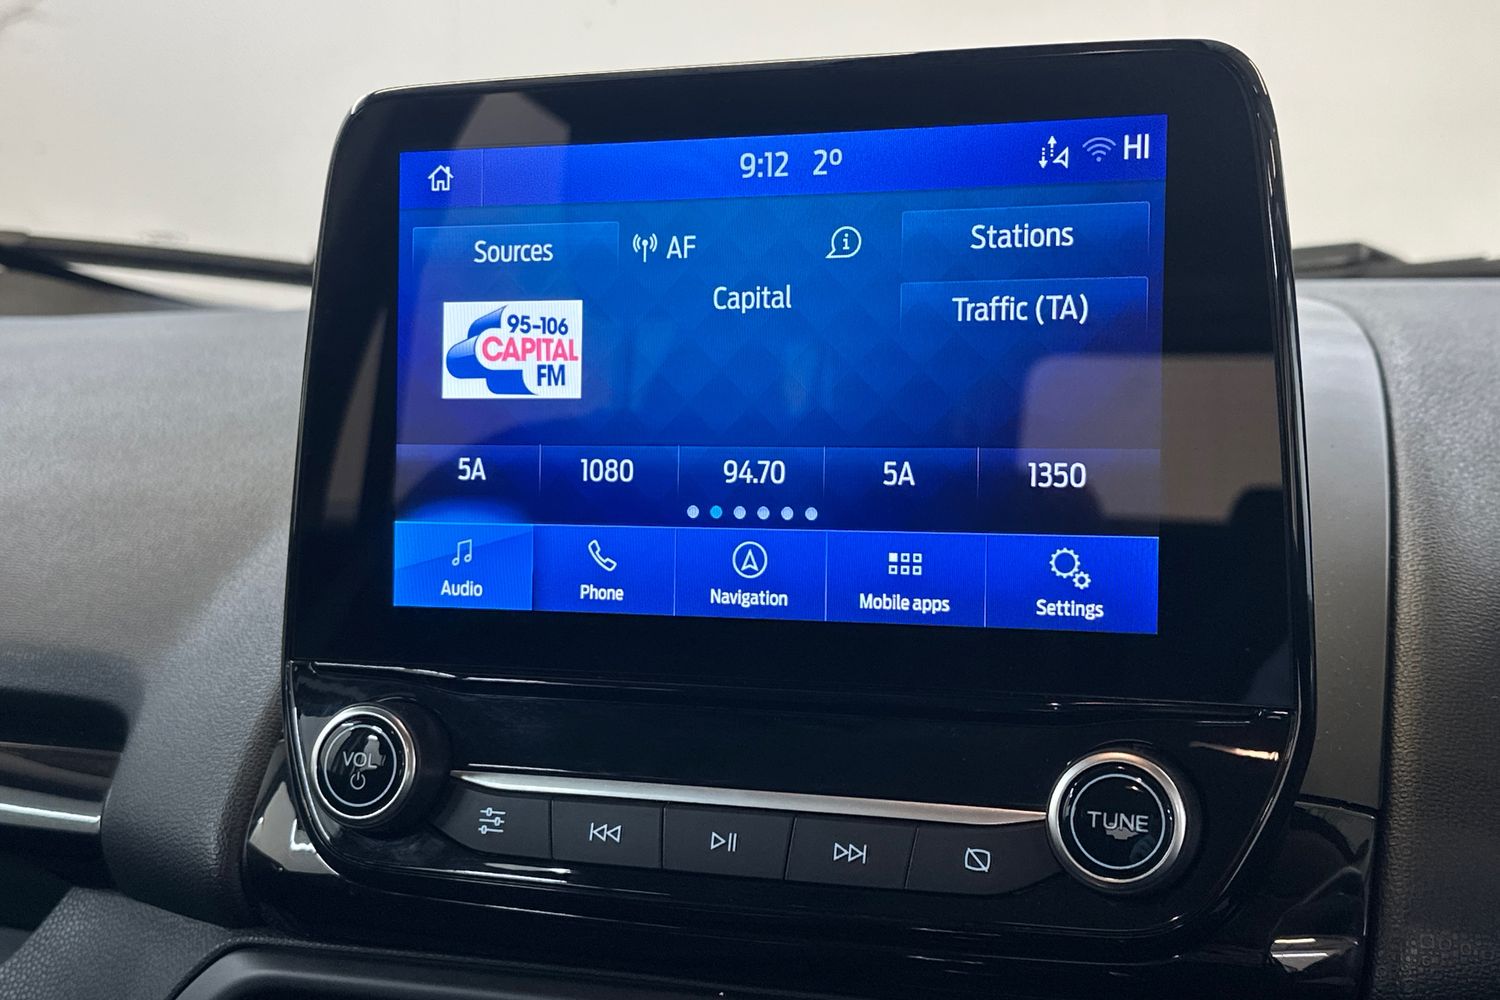 9:12 2º HI
Sources
AF
Stations
Capital
Traffic (TA)
95-106
CAPITAL
FM
5A 1080 94.70 5A 1350
Audio Phone Navigation Mobile apps Settings
VOL
TUNE